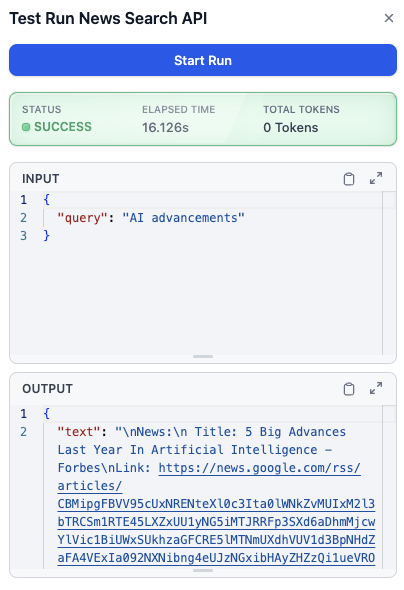 Test Run News Search API
Start Run
STATUS ELAPSED TIME TOTAL TOKENS
SUCCESS 16.126s 0 Tokens
INPUT
1 {
2 "query": "AI advancements"
3 }
OUTPUT
1 {
2 "text": "\nNews:\n Title: 5 Big Advances
Last Year In Artificial Intelligence -
Forbes\nLink: https://news.google.com/rss/
articles/
CBMipgFBVV95cUxNRENteXl0c3Ita0lWNkZvMUIxM2l3
bTRCSm1RTE45LXZxUU1yNG5iMTJRRFp3SXd6aDhmMjcw
YlVic1BiUWxSUkhzaGFCRE5lMTNmUXdhVUV1d3BpNHdZ
aFA4VExIa092NXNibng4eUJzNGxibHAyZHZzQi1ueVRO